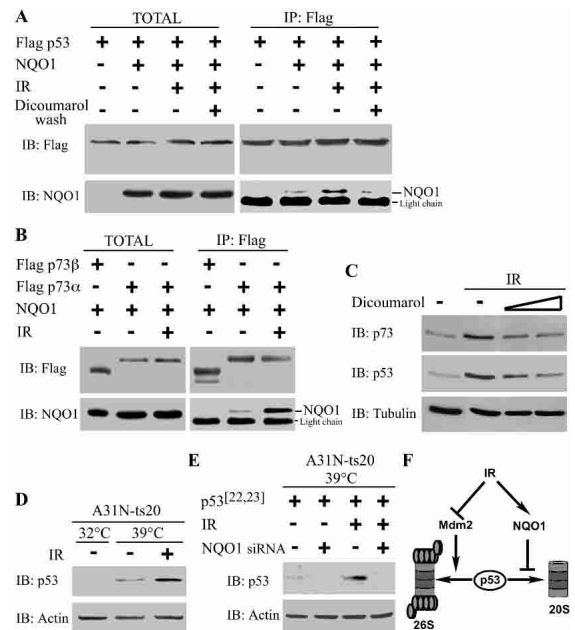 A
TOTAL IP: Flag
Flag p53 + + + + + + + +
NQO1 - + + + - + + +
IR - - + + - - + +
Dicoumarol wash - - - + - - - +
IB: Flag
IB: NQO1
NQO1
Light chain
B
TOTAL IP: Flag
Flag p73β + - - + - -
Flag p73α - + + - + +
NQO1 + + + + + +
IR - - + - - +
IB: Flag
IB: NQO1
NQO1
Light chain
C
IR
Dicoumarol - -
IB: p73
IB: p53
IB: Tubulin
D
A31N-ts20
32°C 39°C
IR - +
IB: p53
IB: Actin
E
A31N-ts20
39°C
p53[22,23] + + + +
IR - - + +
NQO1 siRNA - + - +
IB: p53
IB: Actin
F
IR
Mdm2 NQO1
p53
26S 20S